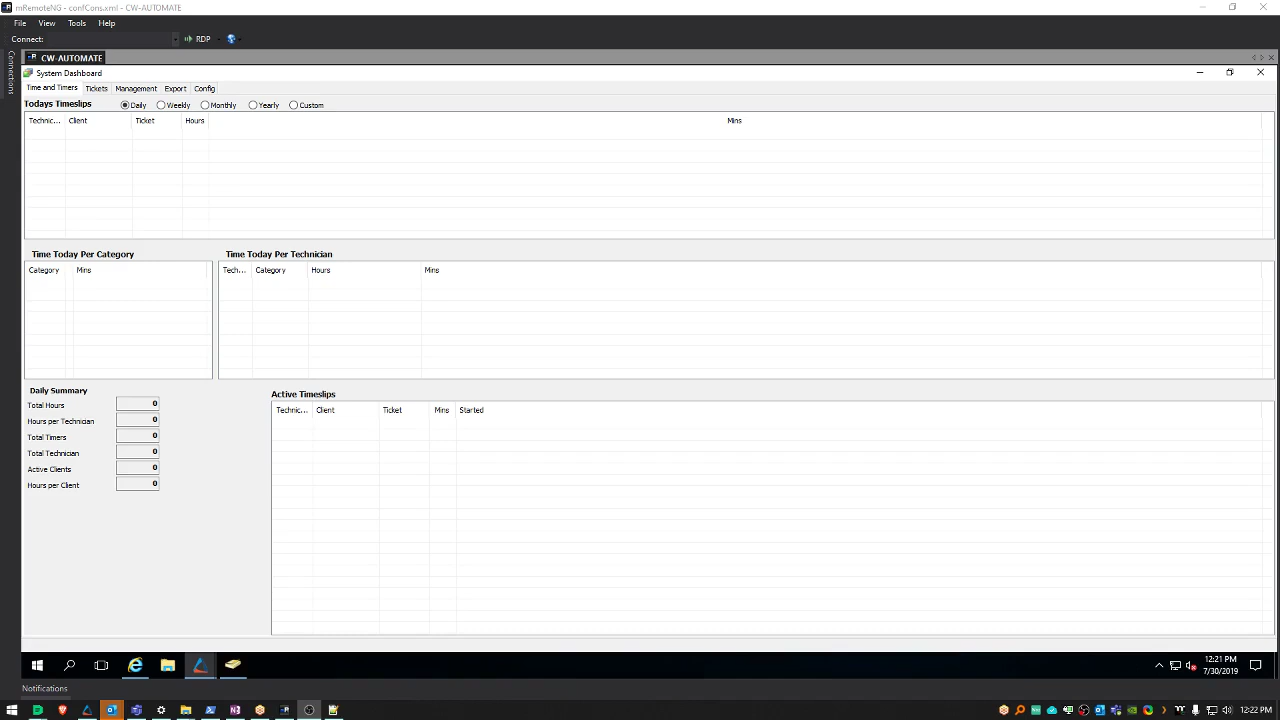 mRemoteNG - confCons.xml - CW-AUTOMATE
File View Tools Help
Connect: RDP
Connections
CW-AUTOMATE
System Dashboard
Time and Timers Tickets Management Export Config
Todays Timeslips Daily Weekly Monthly Yearly Custom
Technic... Client Ticket Hours Mins
Time Today Per Category Time Today Per Technician
Category Mins Tech... Category Hours Mins
Daily Summary Active Timeslips
Total Hours 0 Technic... Client Ticket Mins Started
Hours per Technician 0
Total Timers 0
Total Technician 0
Active Clients 0
Hours per Client 0
12:21 PM
7/30/2019
Notifications
12:22 PM